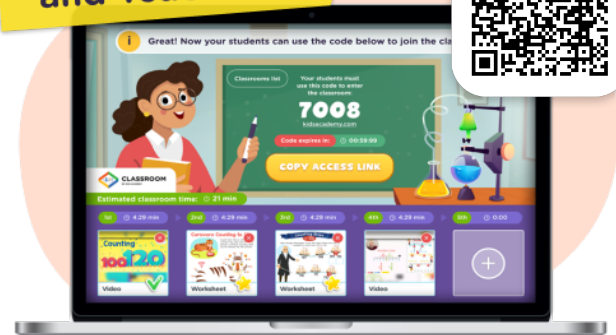 i Great! Now your students can use the code below to join the cla
Classrooms list
Your students must
use this code to enter
the classroom
7008
kidsacademy.com
Code expires in: 00:59:99
COPY ACCESS LINK
CLASSROOM
Estimated classroom time: 21 min
1st 4:29 min 2nd 4:29 min 3rd 4:29 min 4th 4:29 min 5th 0:00
Counting
100 120
Video
Worksheet
Worksheet
Video